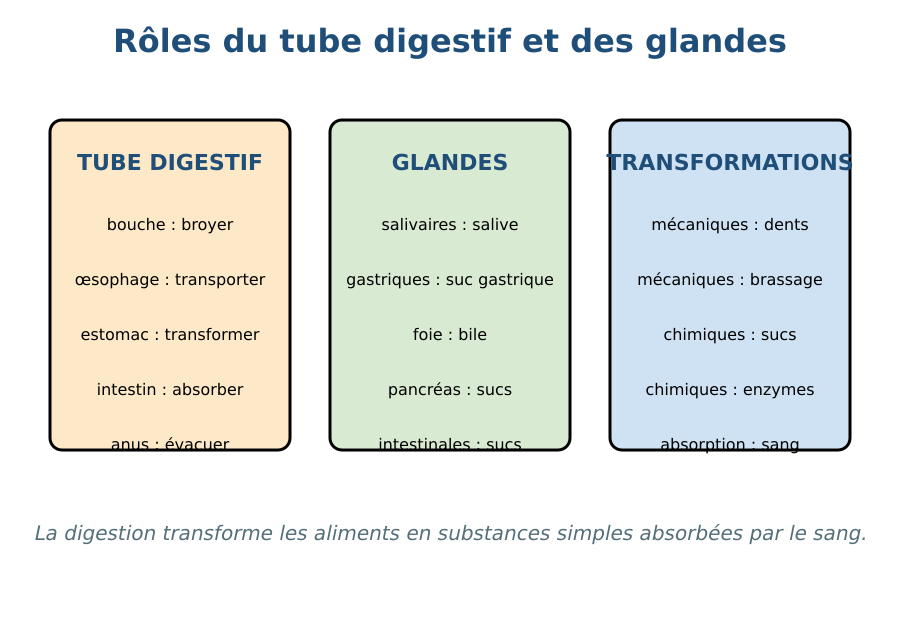 Rôles du tube digestif et des glandes
TUBE DIGESTIF
bouche : broyer
œsophage : transporter
estomac : transformer
intestin : absorber
anus : évacuer
GLANDES
salivaires : salive
gastriques : suc gastrique
foie : bile
pancréas : sucs
intestinales : sucs
TRANSFORMATIONS
mécaniques : dents
mécaniques : brassage
chimiques : sucs
chimiques : enzymes
absorption : sang
La digestion transforme les aliments en substances simples absorbées par le sang.